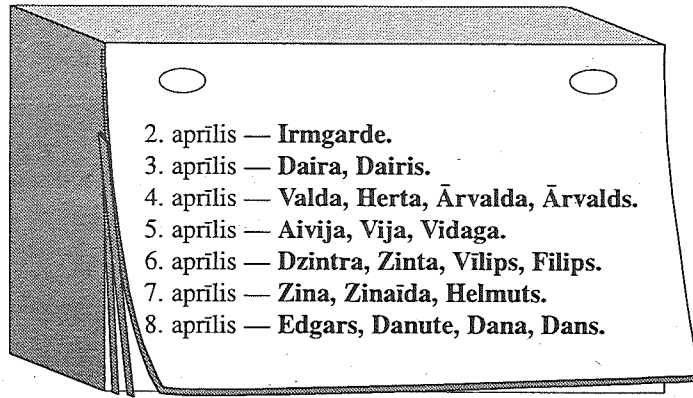 2. aprīlis — Irmgarde.
3. aprīlis — Daira, Dairis.
4. aprīlis — Valda, Herta, Ārvalda, Ārvalds.
5. aprīlis — Aivija, Vija, Vidaga.
6. aprīlis — Dzintra, Zinta, Vīlips, Filips.
7. aprīlis — Zina, Zinaīda, Helmuts.
8. aprīlis — Edgars, Danute, Dana, Dans.